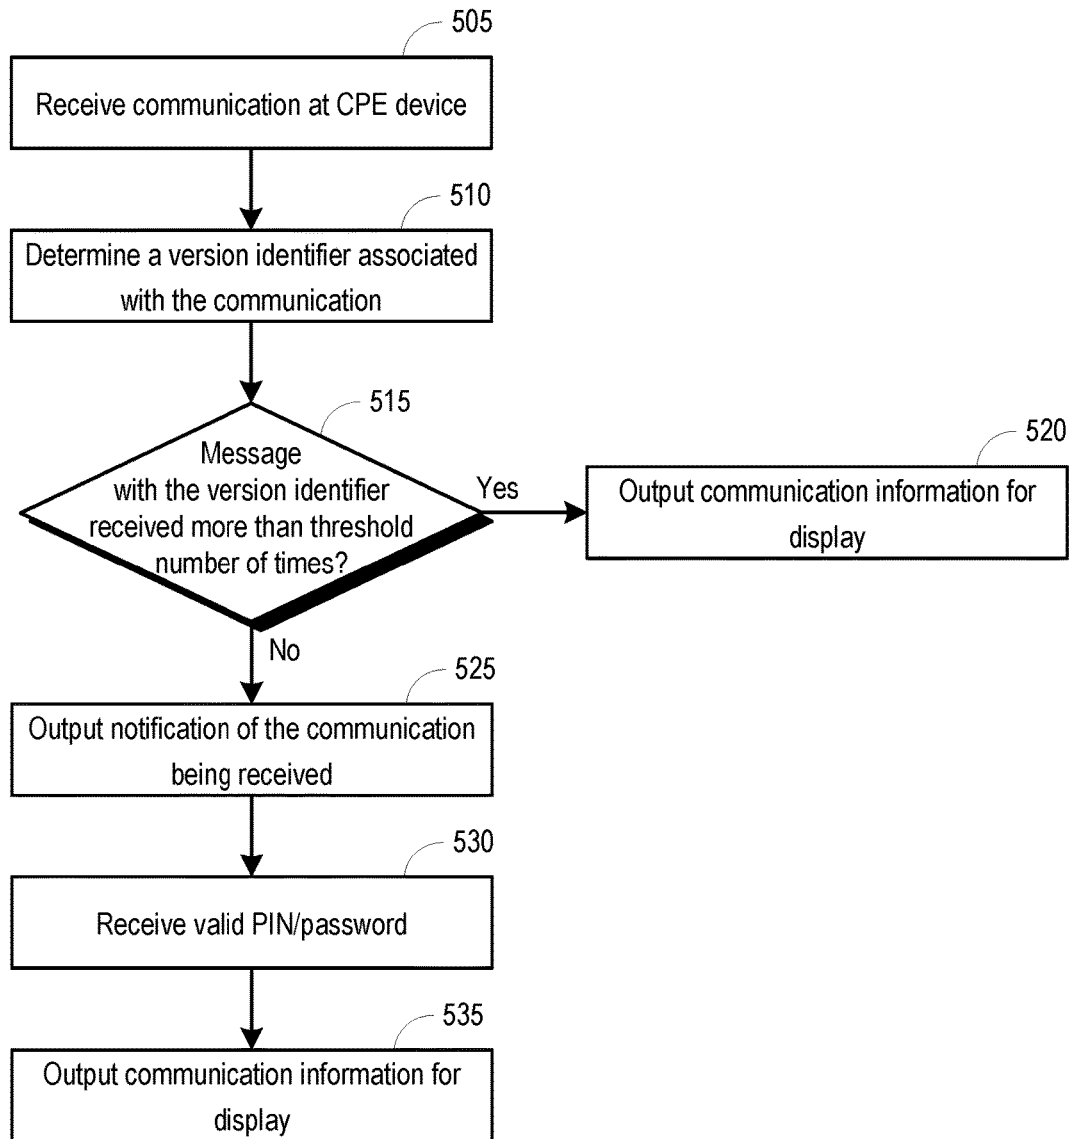 505
Receive communication at CPE device
510
Determine a version identifier associated
with the communication
515
Message
with the version identifier
received more than threshold
number of times?
Yes
520
Output communication information for
display
No
525
Output notification of the communication
being received
530
Receive valid PIN/password
535
Output communication information for
display